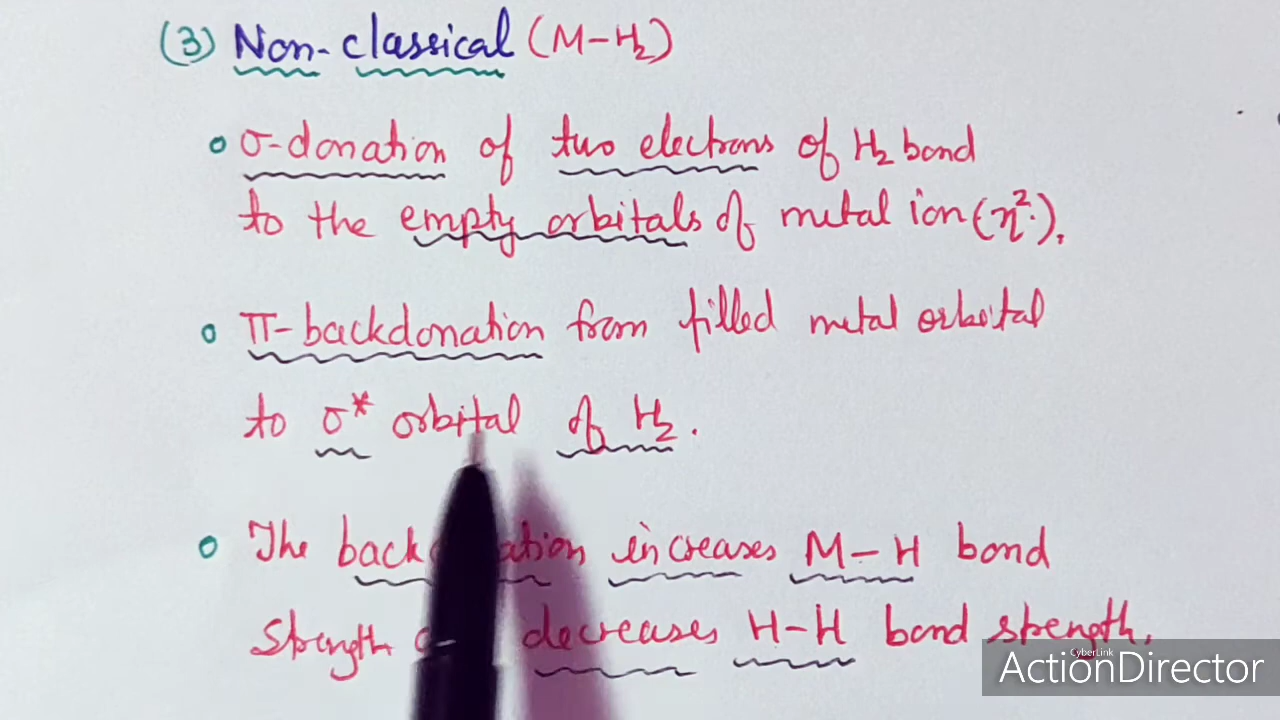 (3) Non-classical (M-H₂)
σ-donation of two electrons of H₂ bond
to the empty orbitals of metal ion (η²).
π-backdonation from filled metal orbital
to σ* orbital of H₂.
The increases M-H bond
strength decreases H-H bond strength.
CyberLink
ActionDirector